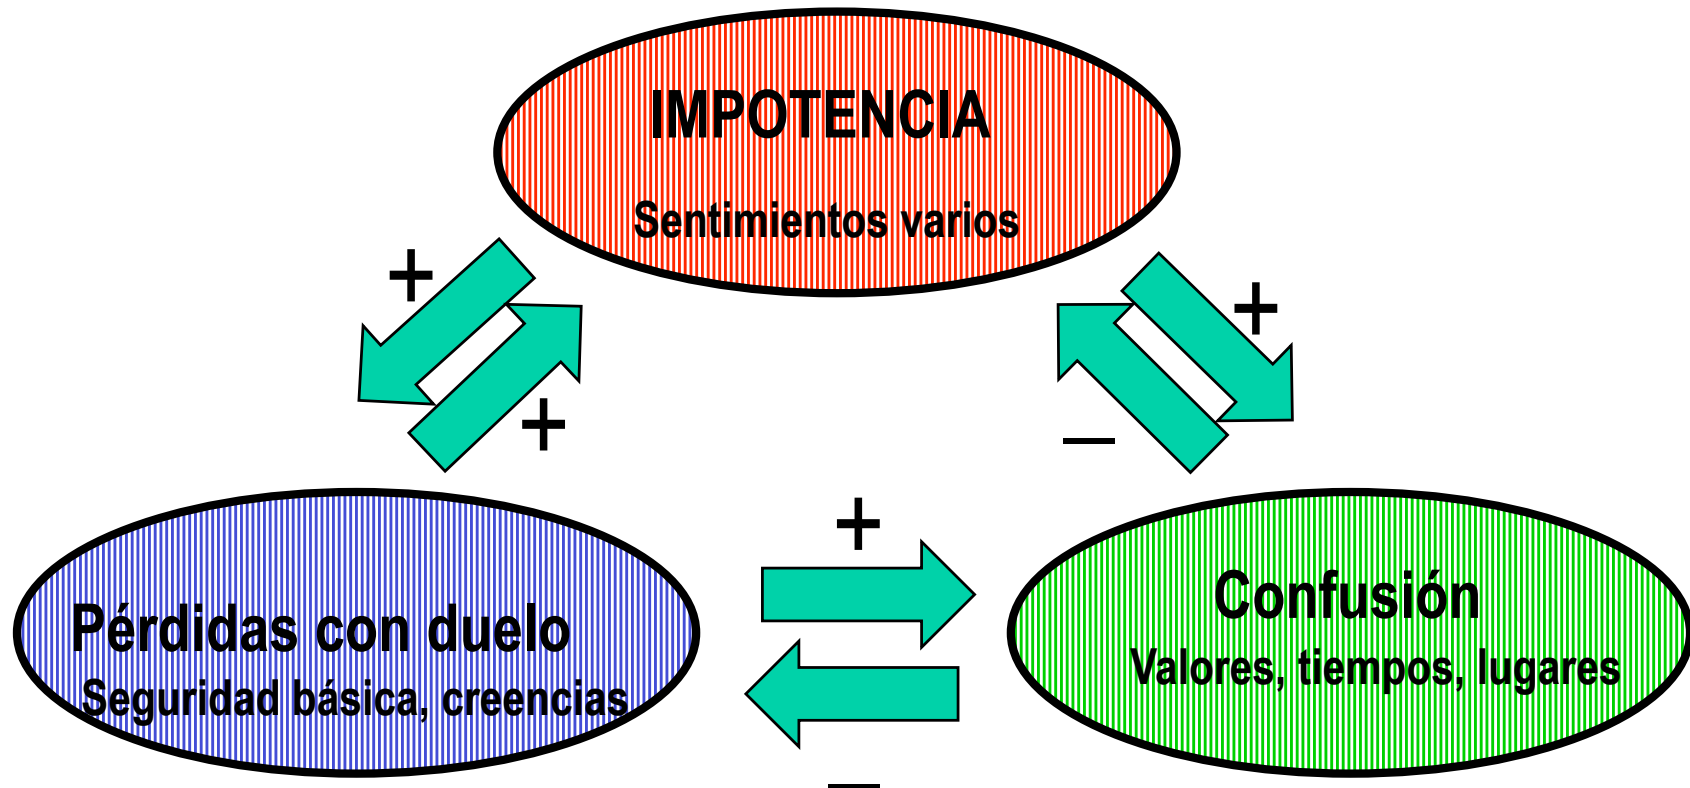 IMPOTENCIA
Sentimientos varios
+
+
+
–
+
Pérdidas con duelo
Seguridad básica, creencias
Confusión
Valores, tiempos, lugares
–